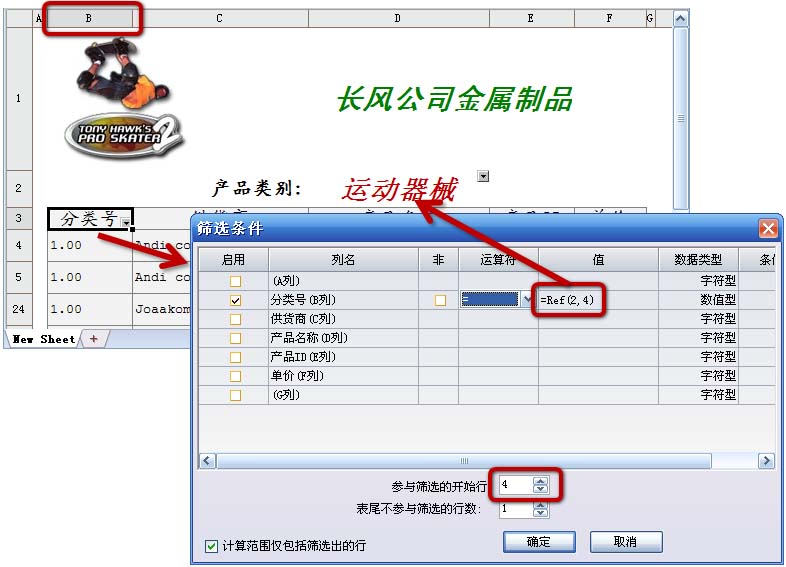 A B C D E F G
1
TONY HAWK'S
PRO SKATER 2
长风公司金属制品
2 产品类别: 运动器械
3 分类号
4 1.00 Andi co
5 1.00 Andi co
24 1.00 Joaakom
New Sheet +
筛选条件
启用 列名 非 运算符 值 数据类型 条
(A列) 字符型
分类号(B列) = =Ref(2,4) 数值型
供货商(C列) 字符型
产品名称(D列) 字符型
产品ID(E列) 字符型
单价(F列) 字符型
(G列) 字符型
参与筛选的开始行 4
表尾不参与筛选的行数: 1
计算范围仅包括筛选出的行
确定 取消